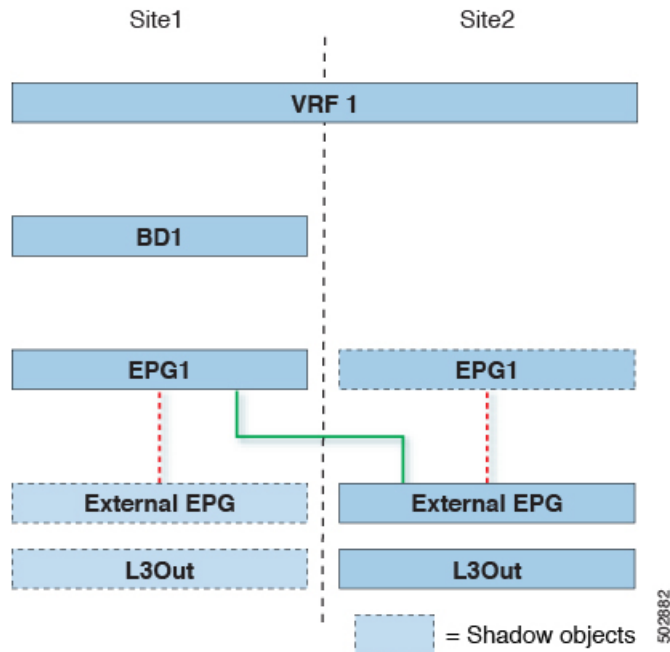 Site1
Site2
VRF 1
BD1
EPG1
EPG1
External EPG
External EPG
L3Out
L3Out
= Shadow objects
502882